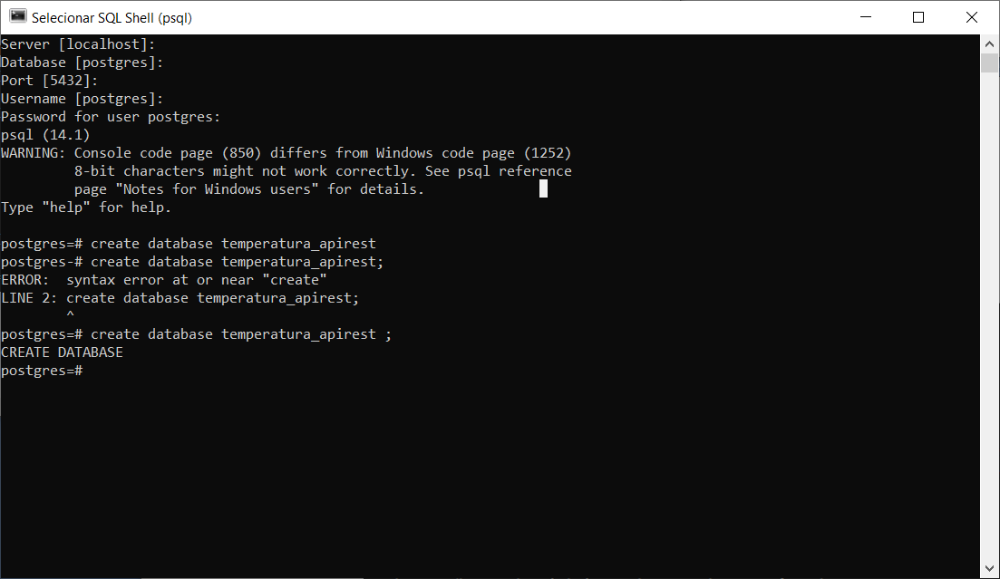 Selecionar SQL Shell (psql)
Server [localhost]:
Database [postgres]:
Port [5432]:
Username [postgres]:
Password for user postgres:
psql (14.1)
WARNING: Console code page (850) differs from Windows code page (1252)
         8-bit characters might not work correctly. See psql reference
         page "Notes for Windows users" for details.
Type "help" for help.

postgres=# create database temperatura_apirest
postgres-# create database temperatura_apirest;
ERROR:  syntax error at or near "create"
LINE 2: create database temperatura_apirest;
        ^
postgres=# create database temperatura_apirest ;
CREATE DATABASE
postgres=#